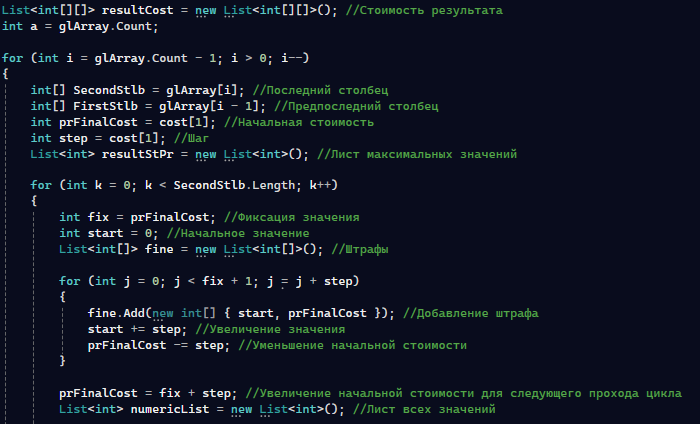 List<int[][]> resultCost = new List<int[][]>(); //Стоимость результата
int a = glArray.Count;
for (int i = glArray.Count - 1; i > 0; i--)
{
int[] SecondStlb = glArray[i]; //Последний столбец
int[] FirstStlb = glArray[i - 1]; //Предпоследний столбец
int prFinalCost = cost[1]; //Начальная стоимость
int step = cost[1]; //Шаг
List<int> resultStPr = new List<int>(); //Лист максимальных значений
for (int k = 0; k < SecondStlb.Length; k++)
{
int fix = prFinalCost; //Фиксация значения
int start = 0; //Начальное значение
List<int[]> fine = new List<int[]>(); //Штрафы
for (int j = 0; j < fix + 1; j = j + step)
{
fine.Add(new int[] { start, prFinalCost }); //Добавление штрафа
start += step; //Увеличение значения
prFinalCost -= step; //Уменьшение начальной стоимости
}
prFinalCost = fix + step; //Увеличение начальной стоимости для следующего прохода цикла
List<int> numericList = new List<int>(); //Лист всех значений